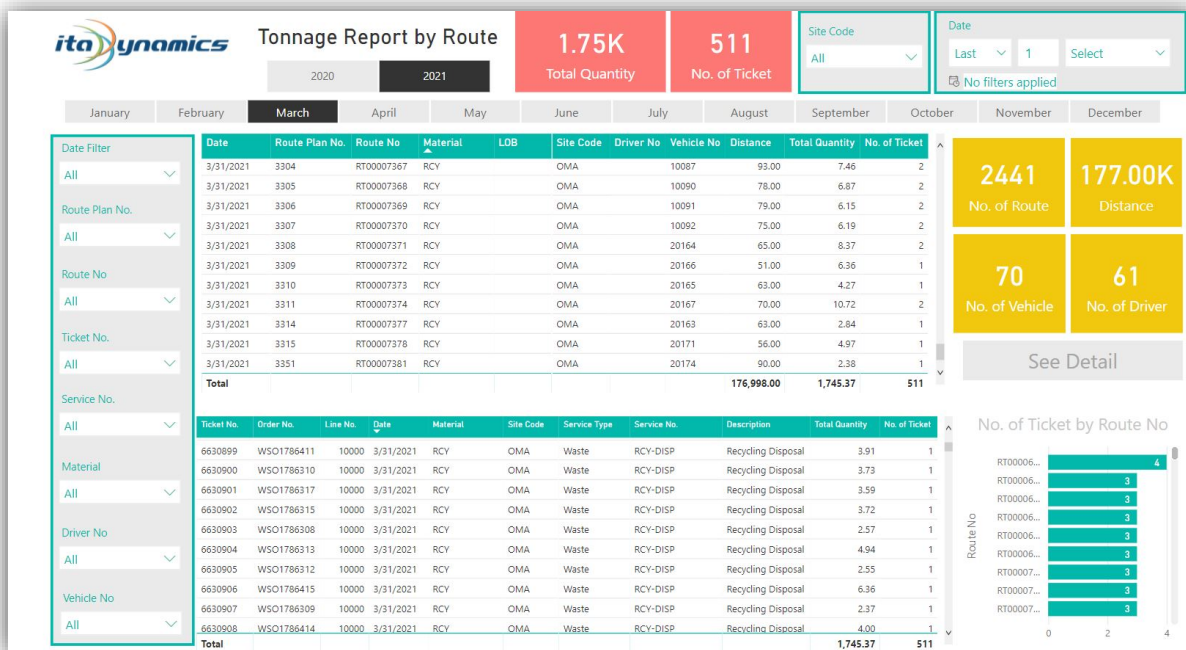 itaDynamics
Tonnage Report by Route
2020 2021
1.75K
Total Quantity
511
No. of Ticket
Site Code
All
Date
Last 1 Select
No filters applied
January February March April May June July August September October November December
Date Filter
All
Route Plan No.
All
Route No
All
Ticket No.
All
Service No.
All
Material
All
Driver No
All
Vehicle No
All
Date Route Plan No. Route No Material LOB Site Code Driver No Vehicle No Distance Total Quantity No. of Ticket
3/31/2021 3304 RT00007367 RCY OMA 10087 93.00 7.46 2
3/31/2021 3305 RT00007368 RCY OMA 10090 78.00 6.87 2
3/31/2021 3306 RT00007369 RCY OMA 10091 79.00 6.15 2
3/31/2021 3307 RT00007370 RCY OMA 10092 75.00 6.19 2
3/31/2021 3308 RT00007371 RCY OMA 20164 65.00 8.37 2
3/31/2021 3309 RT00007372 RCY OMA 20166 51.00 6.36 1
3/31/2021 3310 RT00007373 RCY OMA 20165 63.00 4.27 1
3/31/2021 3311 RT00007374 RCY OMA 20167 70.00 10.72 2
3/31/2021 3314 RT00007377 RCY OMA 20163 63.00 2.84 1
3/31/2021 3315 RT00007378 RCY OMA 20171 56.00 4.97 1
3/31/2021 3351 RT00007381 RCY OMA 20174 90.00 2.38 1
Total 176,998.00 1,745.37 511
2441
No. of Route
177.00K
Distance
70
No. of Vehicle
61
No. of Driver
See Detail
Ticket No. Order No. Line No. Date Material Site Code Service Type Service No. Description Total Quantity No. of Ticket
6630899 WSO1786411 10000 3/31/2021 RCY OMA Waste RCY-DISP Recycling Disposal 3.91 1
6630900 WSO1786310 10000 3/31/2021 RCY OMA Waste RCY-DISP Recycling Disposal 3.73 1
6630901 WSO1786317 10000 3/31/2021 RCY OMA Waste RCY-DISP Recycling Disposal 3.59 1
6630902 WSO1786315 10000 3/31/2021 RCY OMA Waste RCY-DISP Recycling Disposal 3.72 1
6630903 WSO1786308 10000 3/31/2021 RCY OMA Waste RCY-DISP Recycling Disposal 2.57 1
6630904 WSO1786313 10000 3/31/2021 RCY OMA Waste RCY-DISP Recycling Disposal 4.94 1
6630905 WSO1786312 10000 3/31/2021 RCY OMA Waste RCY-DISP Recycling Disposal 2.55 1
6630906 WSO1786415 10000 3/31/2021 RCY OMA Waste RCY-DISP Recycling Disposal 6.36 1
6630907 WSO1786309 10000 3/31/2021 RCY OMA Waste RCY-DISP Recycling Disposal 2.37 1
6630908 WSO1786414 10000 3/31/2021 RCY OMA Waste RCY-DISP Recycling Disposal 4.00 1
Total 1,745.37 511
No. of Ticket by Route No
Route No
RT00006... 4
RT00006... 3
RT00006... 3
RT00006... 3
RT00006... 3
RT00006... 3
RT00007... 3
RT00007... 3
RT00007... 3
0 2 4